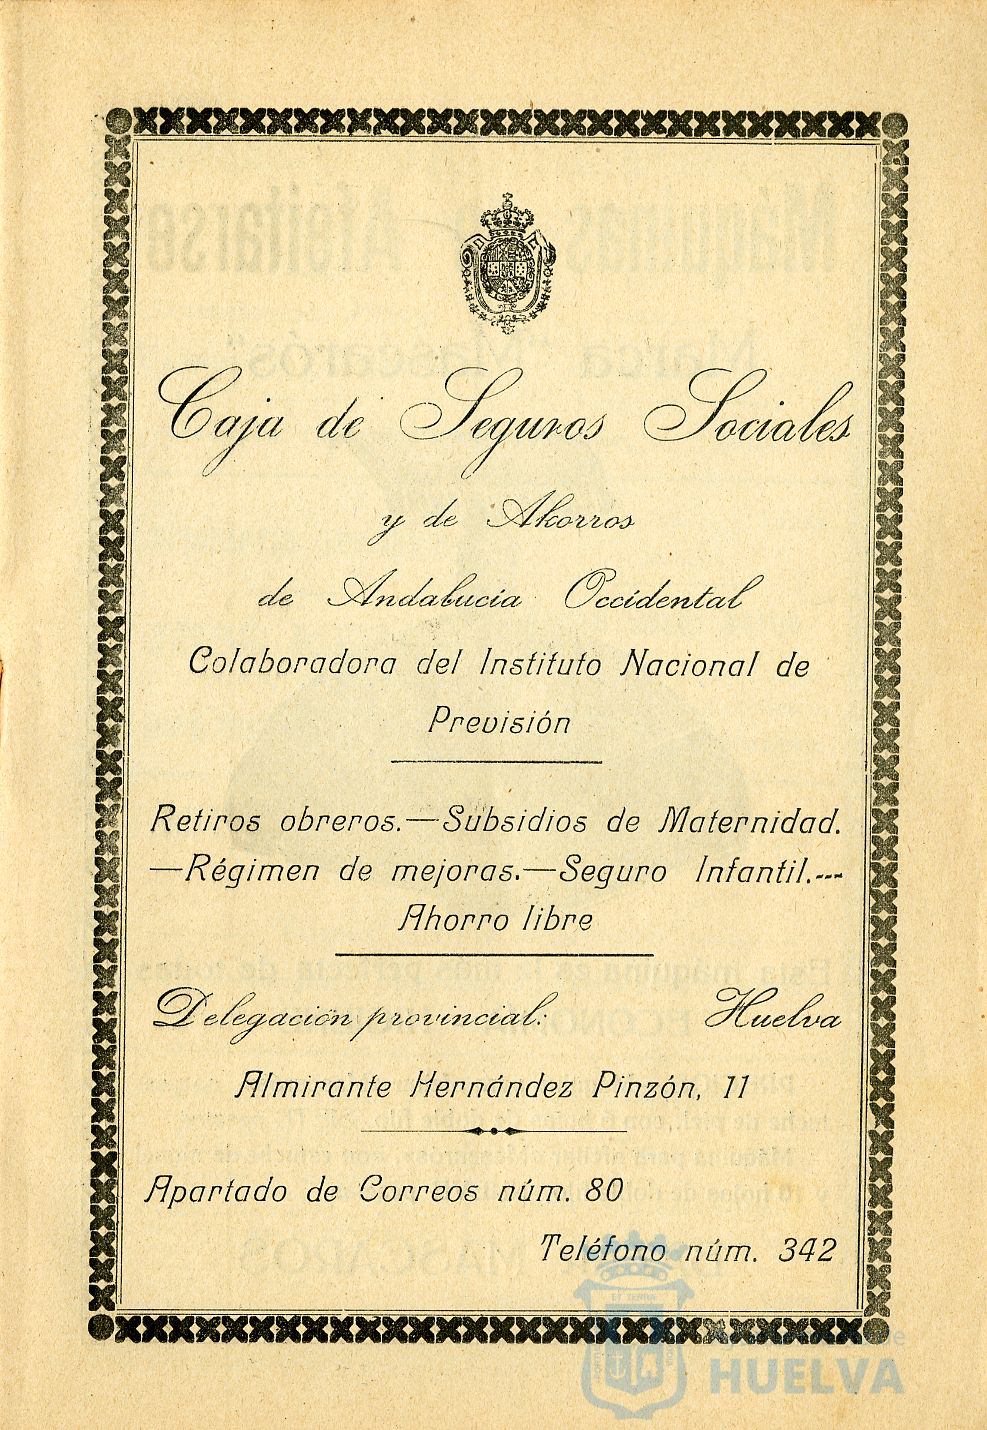 Caja de Seguros Sociales
y de Ahorros
de Andalucia Occidental
Colaboradora del Instituto Nacional de
Previsión
Retiros obreros.—Subsidios de Maternidad.
—Régimen de mejoras.—Seguro Infantil.---
Ahorro libre
Delegación provincial: Huelva
Almirante Hernández Pinzón, 11
Apartado de Correos núm. 80
Teléfono núm. 342
HUELVA